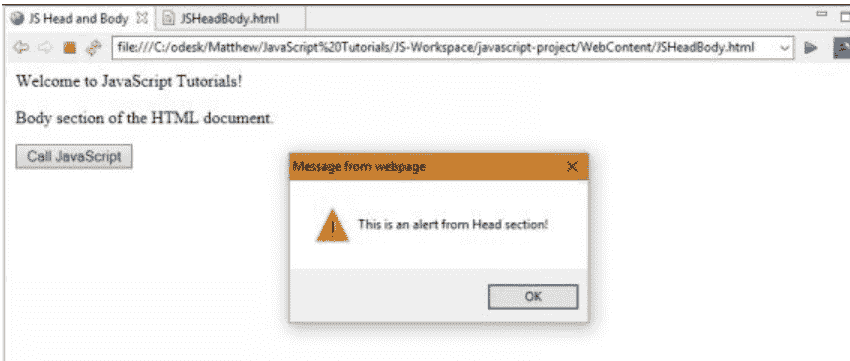 JS Head and Body JSHeadBody.html
file:///C:/odesk/Matthew/JavaScript%20Tutorials/JS-Workspace/javascript-project/WebContent/JSHeadBody.html
Welcome to JavaScript Tutorials!
Body section of the HTML document.
Call JavaScript
Message from webpage
This is an alert from Head section!
OK